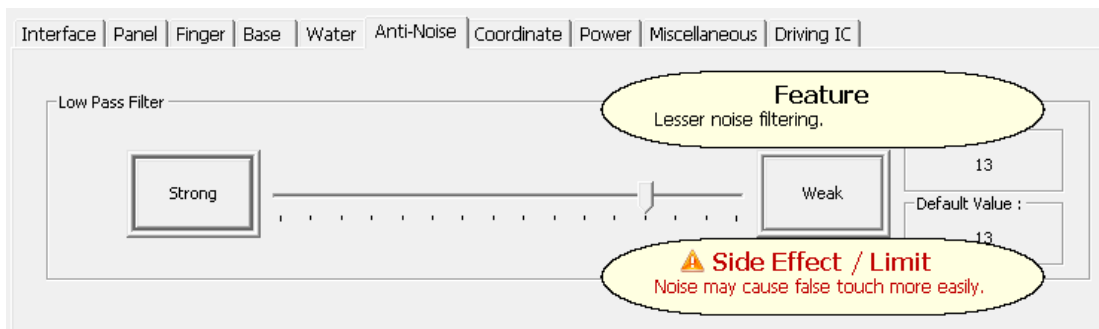 Interface Panel Finger Base Water Anti-Noise Coordinate Power Miscellaneous Driving IC
Low Pass Filter
Feature
Lesser noise filtering.
Strong
Weak
13
Default Value :
13
Side Effect / Limit
Noise may cause false touch more easily.